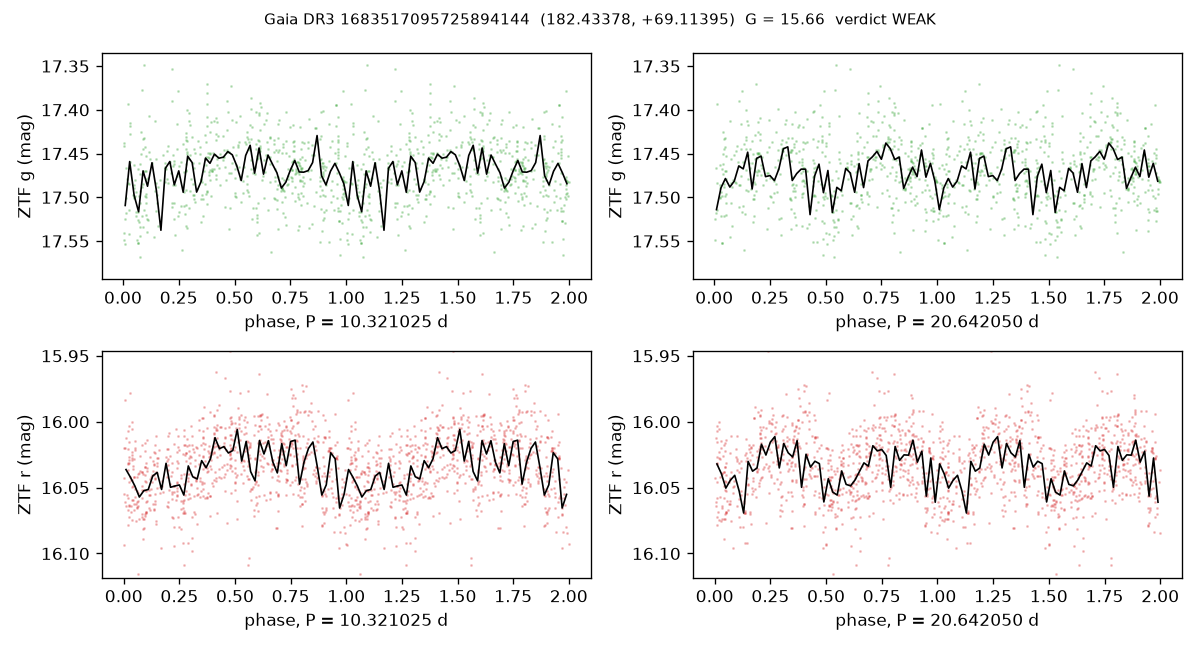 Gaia DR3 1683517095725894144 (182.43378, +69.11395) G = 15.66 verdict WEAK
17.35
17.40
17.45
17.50
17.55
ZTF g (mag)
0.00 0.25 0.50 0.75 1.00 1.25 1.50 1.75 2.00
phase, P = 10.321025 d
17.35
17.40
17.45
17.50
17.55
ZTF g (mag)
0.00 0.25 0.50 0.75 1.00 1.25 1.50 1.75 2.00
phase, P = 20.642050 d
15.95
16.00
16.05
16.10
ZTF r (mag)
0.00 0.25 0.50 0.75 1.00 1.25 1.50 1.75 2.00
phase, P = 10.321025 d
15.95
16.00
16.05
16.10
ZTF r (mag)
0.00 0.25 0.50 0.75 1.00 1.25 1.50 1.75 2.00
phase, P = 20.642050 d